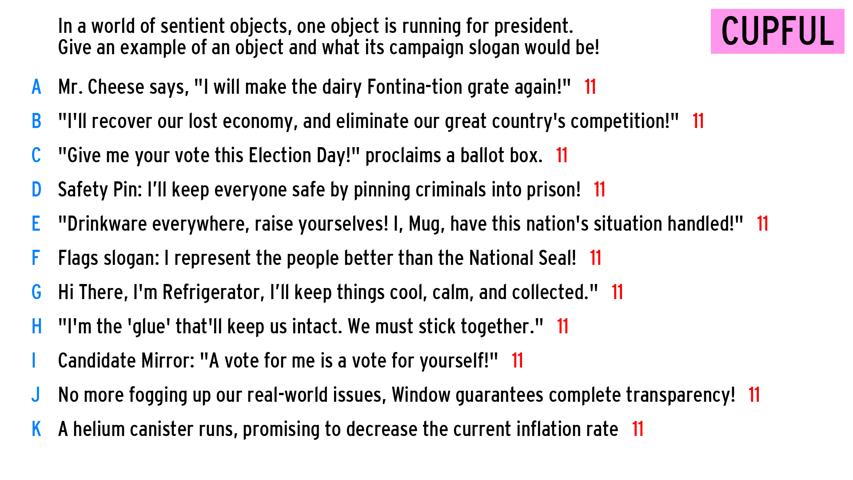 In a world of sentient objects, one object is running for president.
Give an example of an object and what its campaign slogan would be!
CUPFUL
A Mr. Cheese says, "I will make the dairy Fontina-tion grate again!" 11
B "I'll recover our lost economy, and eliminate our great country's competition!" 11
C "Give me your vote this Election Day!" proclaims a ballot box. 11
D Safety Pin: I’ll keep everyone safe by pinning criminals into prison! 11
E "Drinkware everywhere, raise yourselves! I, Mug, have this nation's situation handled!" 11
F Flags slogan: I represent the people better than the National Seal! 11
G Hi There, I'm Refrigerator, I’ll keep things cool, calm, and collected." 11
H "I'm the 'glue' that'll keep us intact. We must stick together." 11
I Candidate Mirror: "A vote for me is a vote for yourself!" 11
J No more fogging up our real-world issues, Window guarantees complete transparency! 11
K A helium canister runs, promising to decrease the current inflation rate 11